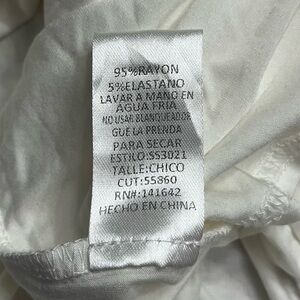 95%RAYON
5%ELASTANO
LAVAR A MANO EN
AGUA FRIA
NO USAR BLANQUEADOR
GUE LA PRENDA
PARA SECAR
ESTILO:SS3021
TALLE:CHICO
CUT:55860
RN#:141642
HECHO EN CHINA